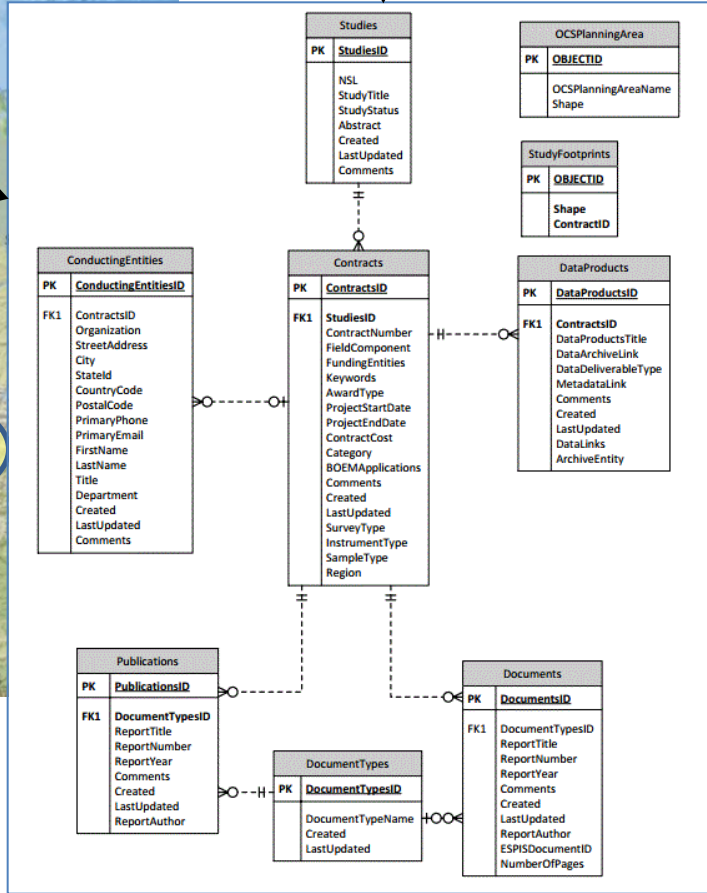 Studies
PK StudiesID
NSL
StudyTitle
StudyStatus
Abstract
Created
LastUpdated
Comments
OCSPlanningArea
PK OBJECTID
OCSPlanningAreaName
Shape
StudyFootprints
PK OBJECTID
Shape
ContractID
ConductingEntities
PK ConductingEntitiesID
FK1 ContractsID
Organization
StreetAddress
City
StateId
CountryCode
PostalCode
PrimaryPhone
PrimaryEmail
FirstName
LastName
Title
Department
Created
LastUpdated
Comments
Contracts
PK ContractsID
FK1 StudiesID
ContractNumber
FieldComponent
FundingEntities
Keywords
AwardType
ProjectStartDate
ProjectEndDate
ContractCost
Category
BOEMApplications
Comments
Created
LastUpdated
SurveyType
InstrumentType
SampleType
Region
DataProducts
PK DataProductsID
FK1 ContractsID
DataProductsTitle
DataArchiveLink
DataDeliverableType
MetadataLink
Comments
Created
LastUpdated
DataLinks
ArchiveEntity
Publications
PK PublicationsID
FK1 DocumentTypesID
ReportTitle
ReportNumber
ReportYear
Comments
Created
LastUpdated
ReportAuthor
DocumentTypes
PK DocumentTypesID
DocumentTypeName
Created
LastUpdated
Documents
PK DocumentsID
FK1 DocumentTypesID
ReportTitle
ReportNumber
ReportYear
Comments
Created
LastUpdated
ReportAuthor
ESPISDocumentID
NumberOfPages